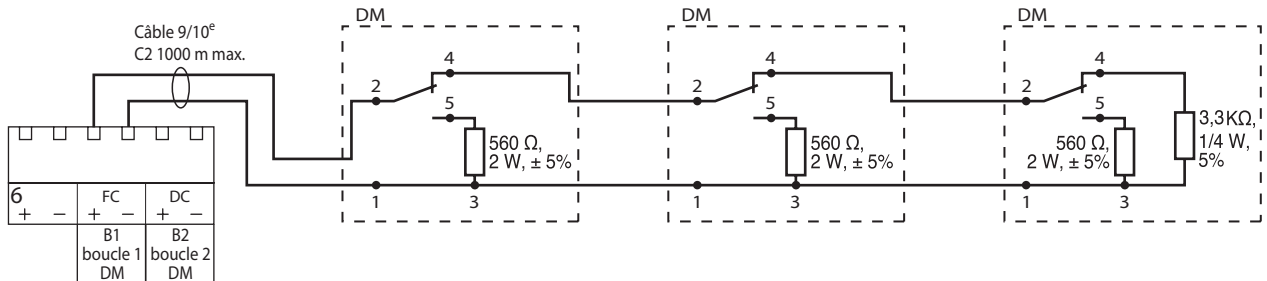 DM
DM
DM
Câble 9/10e
C2 1000 m max.
4
4
4
2
2
2
5
5
5
560 Ω,
2 W, ± 5%
560 Ω,
2 W, ± 5%
560 Ω,
2 W, ± 5%
3,3KΩ,
1/4 W,
5%
1
3
1
3
1
3
6
+ −
FC
+ −
DC
+ −
B1
boucle 1
DM
B2
boucle 2
DM